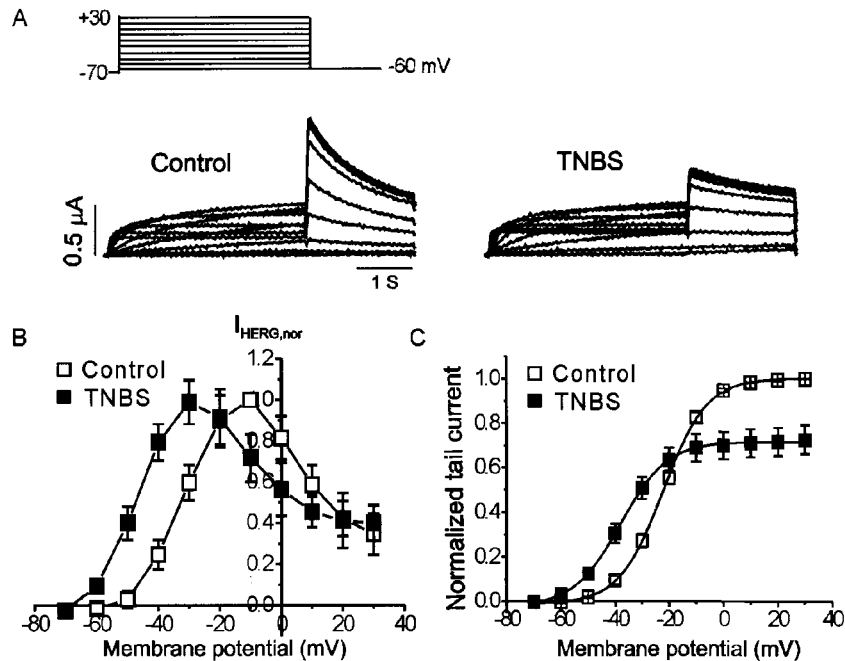 A
+30
-70
-60 mV
Control
TNBS
0.5 µA
1 S
B
I HERG,nor
Control
TNBS
1.2
1.0
0.8
0.6
0.4
0.2
0.0
-80 -60 -40 -20 0 20 40
Membrane potential (mV)
C
Control
TNBS
Normalized tail current
1.0
0.8
0.6
0.4
0.2
0.0
-80 -60 -40 -20 0 20 40
Membrane potential (mV)